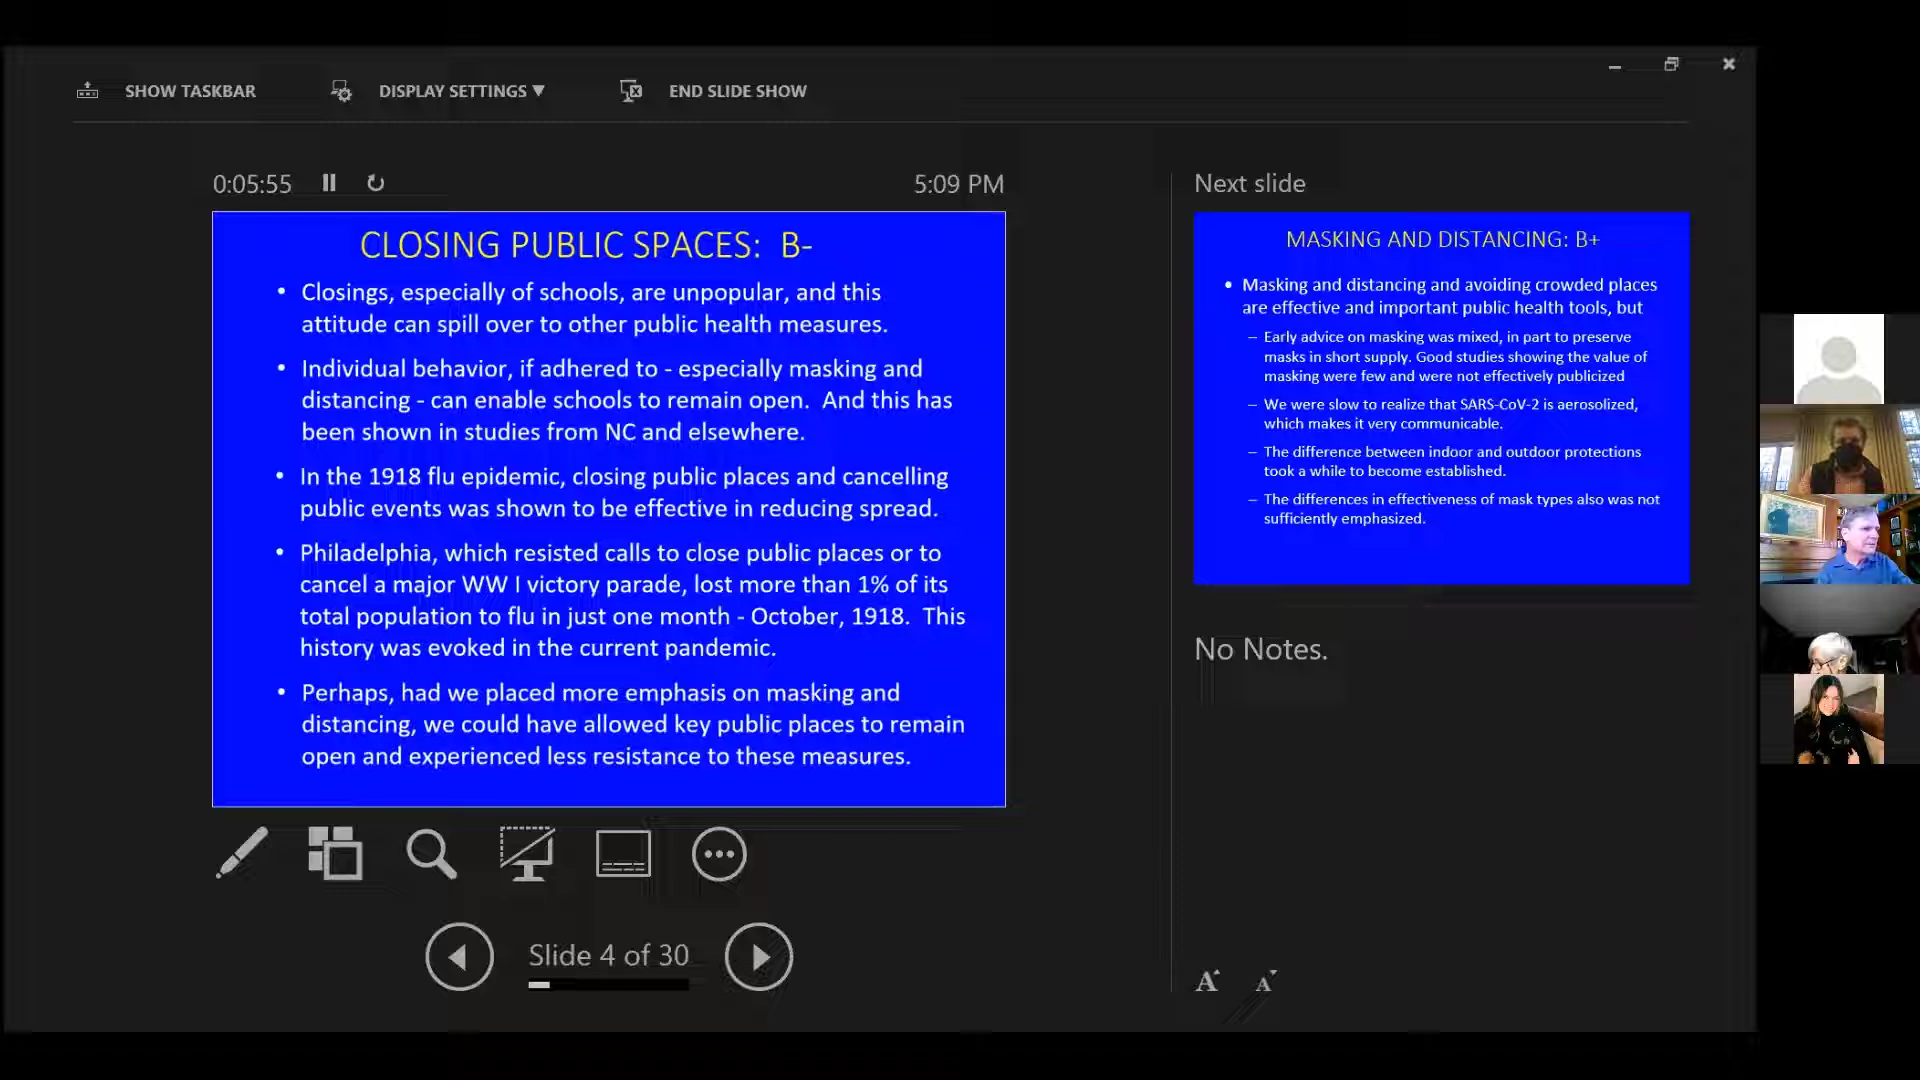 SHOW TASKBAR
DISPLAY SETTINGS ▼
END SLIDE SHOW
0:05:55
5:09 PM
CLOSING PUBLIC SPACES: B-
• Closings, especially of schools, are unpopular, and this
attitude can spill over to other public health measures.
• Individual behavior, if adhered to - especially masking and
distancing - can enable schools to remain open. And this has
been shown in studies from NC and elsewhere.
• In the 1918 flu epidemic, closing public places and cancelling
public events was shown to be effective in reducing spread.
• Philadelphia, which resisted calls to close public places or to
cancel a major WW I victory parade, lost more than 1% of its
total population to flu in just one month - October, 1918. This
history was evoked in the current pandemic.
• Perhaps, had we placed more emphasis on masking and
distancing, we could have allowed key public places to remain
open and experienced less resistance to these measures.
Slide 4 of 30
Next slide
MASKING AND DISTANCING: B+
• Masking and distancing and avoiding crowded places
are effective and important public health tools, but
– Early advice on masking was mixed, in part to preserve
masks in short supply. Good studies showing the value of
masking were few and were not effectively publicized
– We were slow to realize that SARS-CoV-2 is aerosolized,
which makes it very communicable.
– The difference between indoor and outdoor protections
took a while to become established.
– The differences in effectiveness of mask types also was not
sufficiently emphasized.
No Notes.
A A